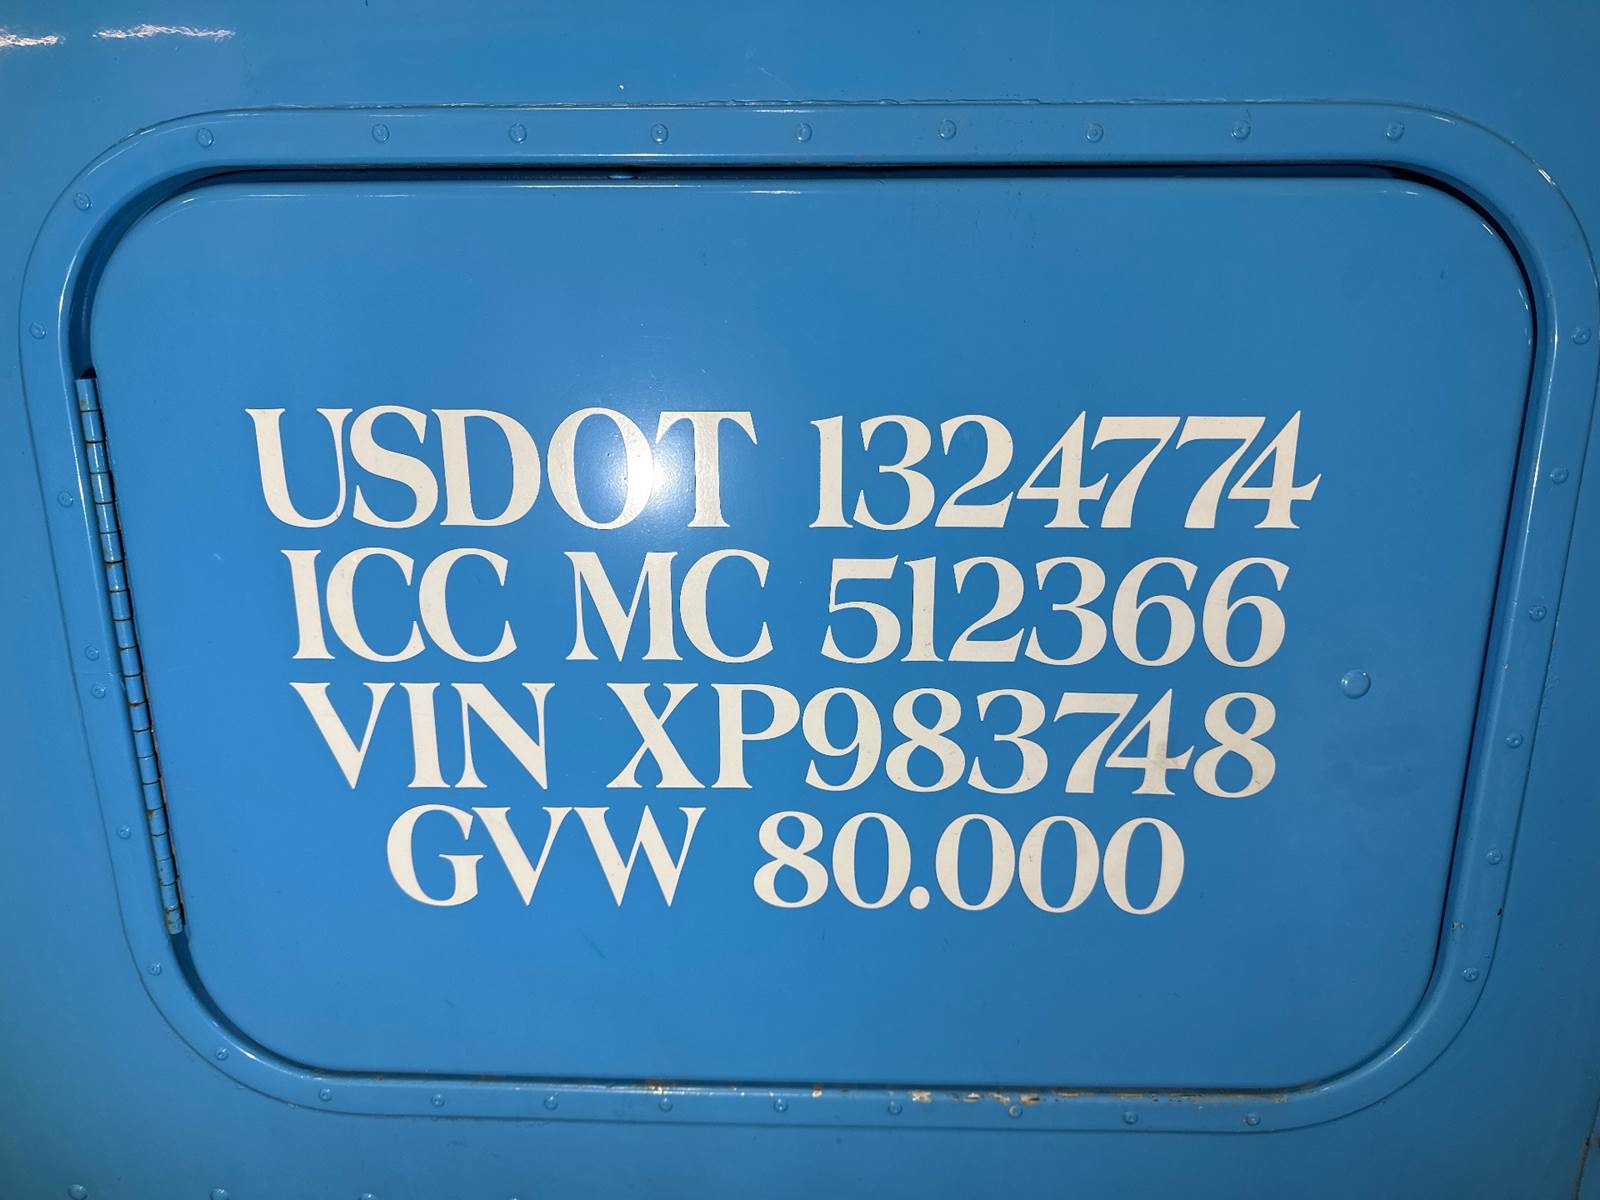 USDOT 1324774
ICC MC 512366
VIN XP983748
GVW 80.000